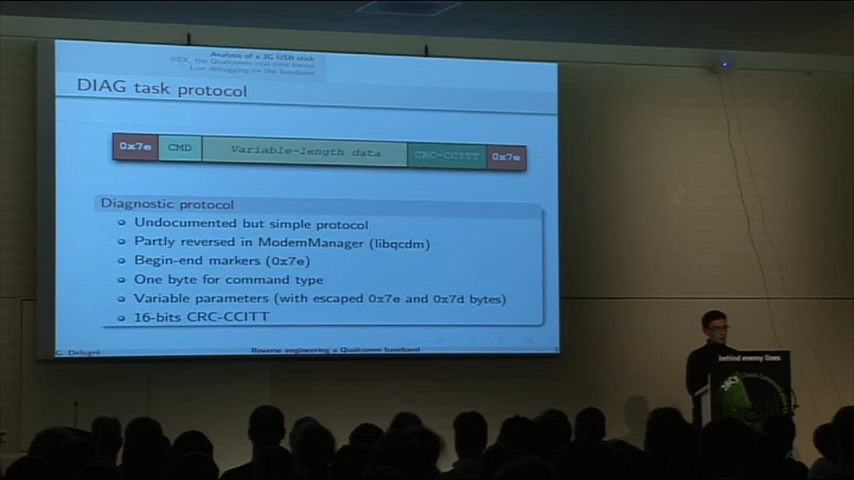 Analysis of a 3G USB stick
REX, the Qualcomm real-time kernel
Live debugging on the baseband
DIAG task protocol
0x7e CMD Variable-length data CRC-CCITT 0x7e
Diagnostic protocol
Undocumented but simple protocol
Partly reversed in ModemManager (libqcdm)
Begin-end markers (0x7e)
One byte for command type
Variable parameters (with escaped 0x7e and 0x7d bytes)
16-bits CRC-CCITT
G. Delugré Reverse engineering a Qualcomm baseband
behind enemy lines